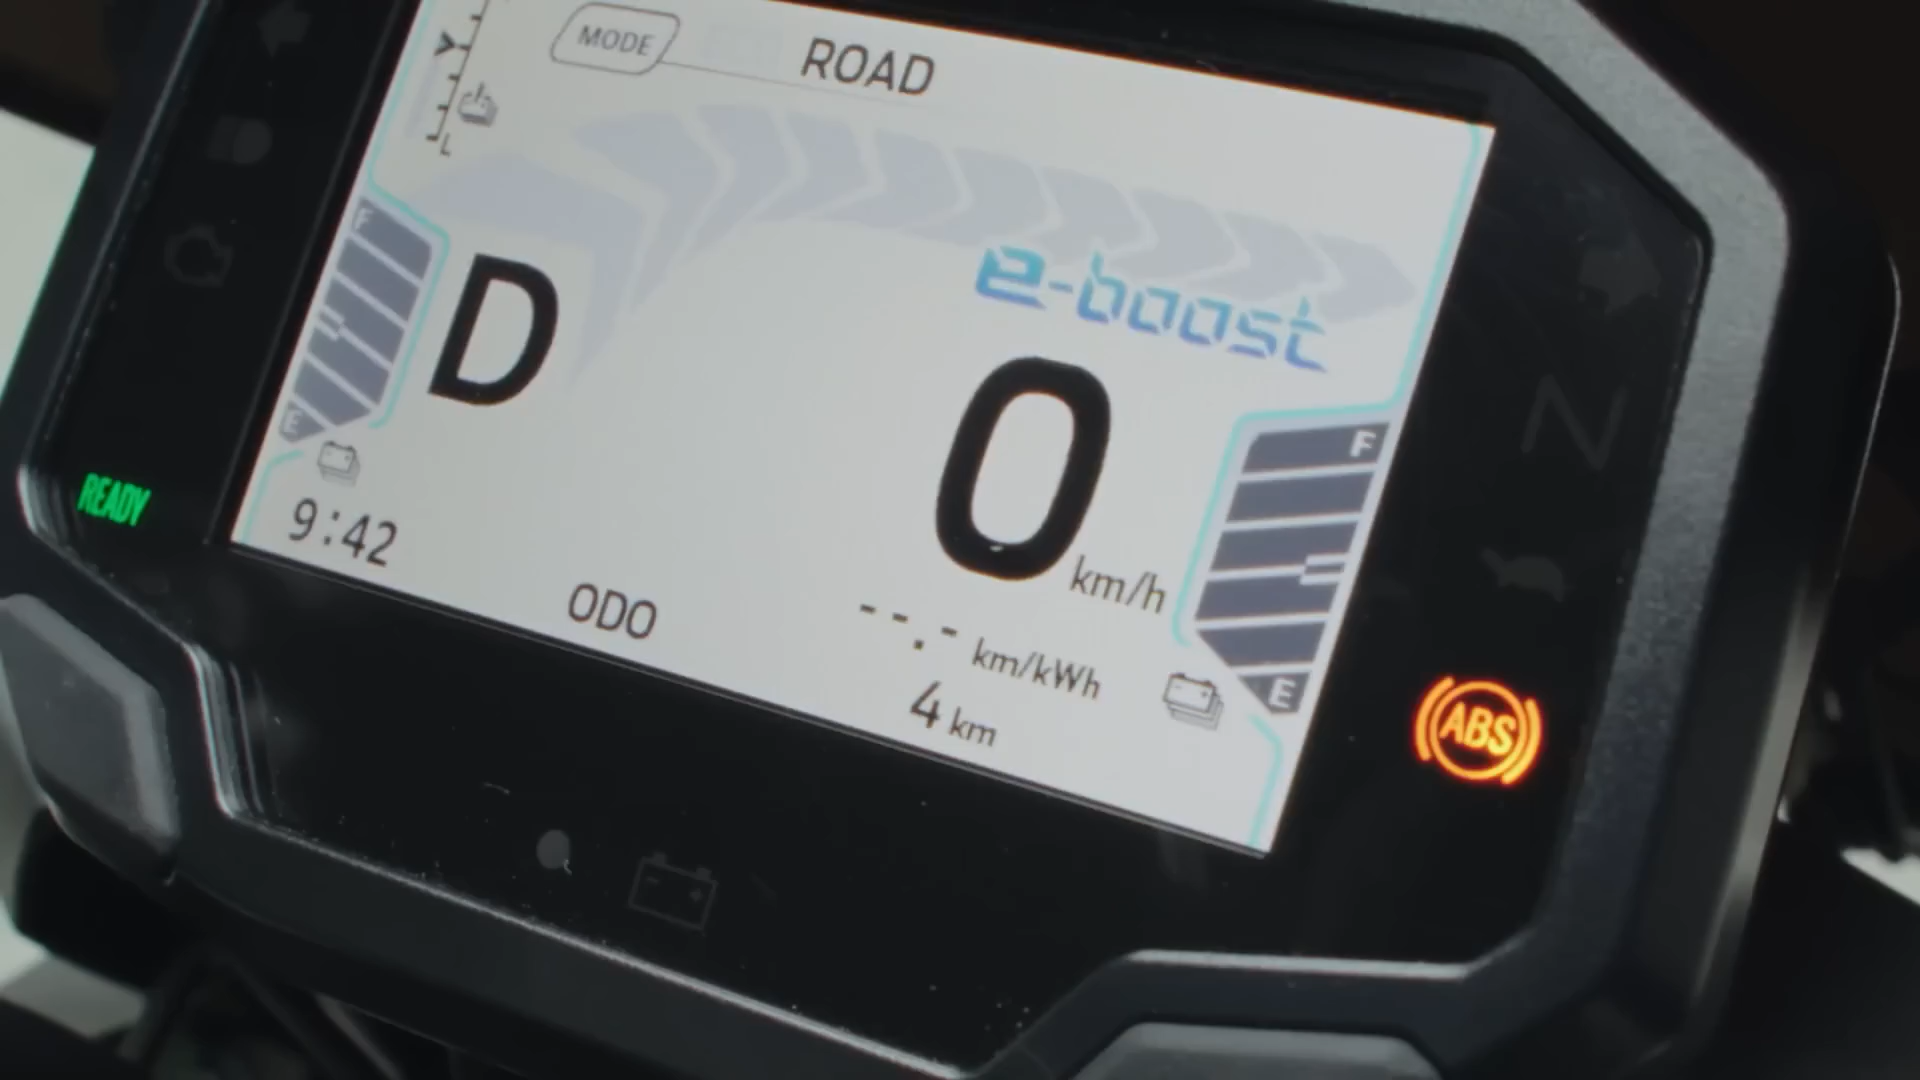 MODE ROAD
L
e-boost
F
D
E
F
0 km/h
READY
9:42
ODO
--.- km/kWh
E
4 km
ABS
N